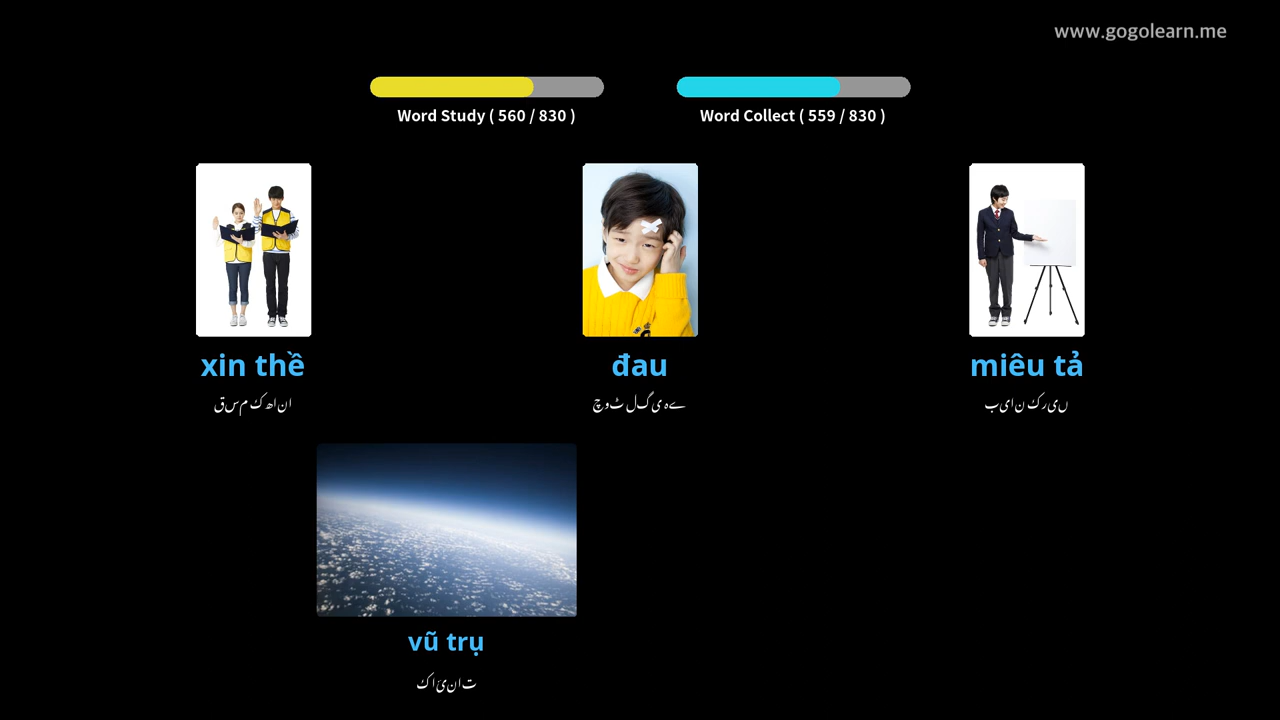 www.gogolearn.me
Word Study ( 560 / 830 )
Word Collect ( 559 / 830 )
xin thề
đau
miêu tả
قسم کھانا
چوٹ لگی ہے
بیان کریں
vũ trụ
کائنات